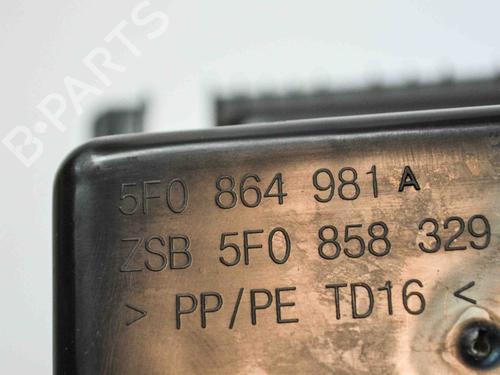 B-PARTS
5F0 864 981 A
ZSB 5F0 858 329
> PP/PE TD16 <